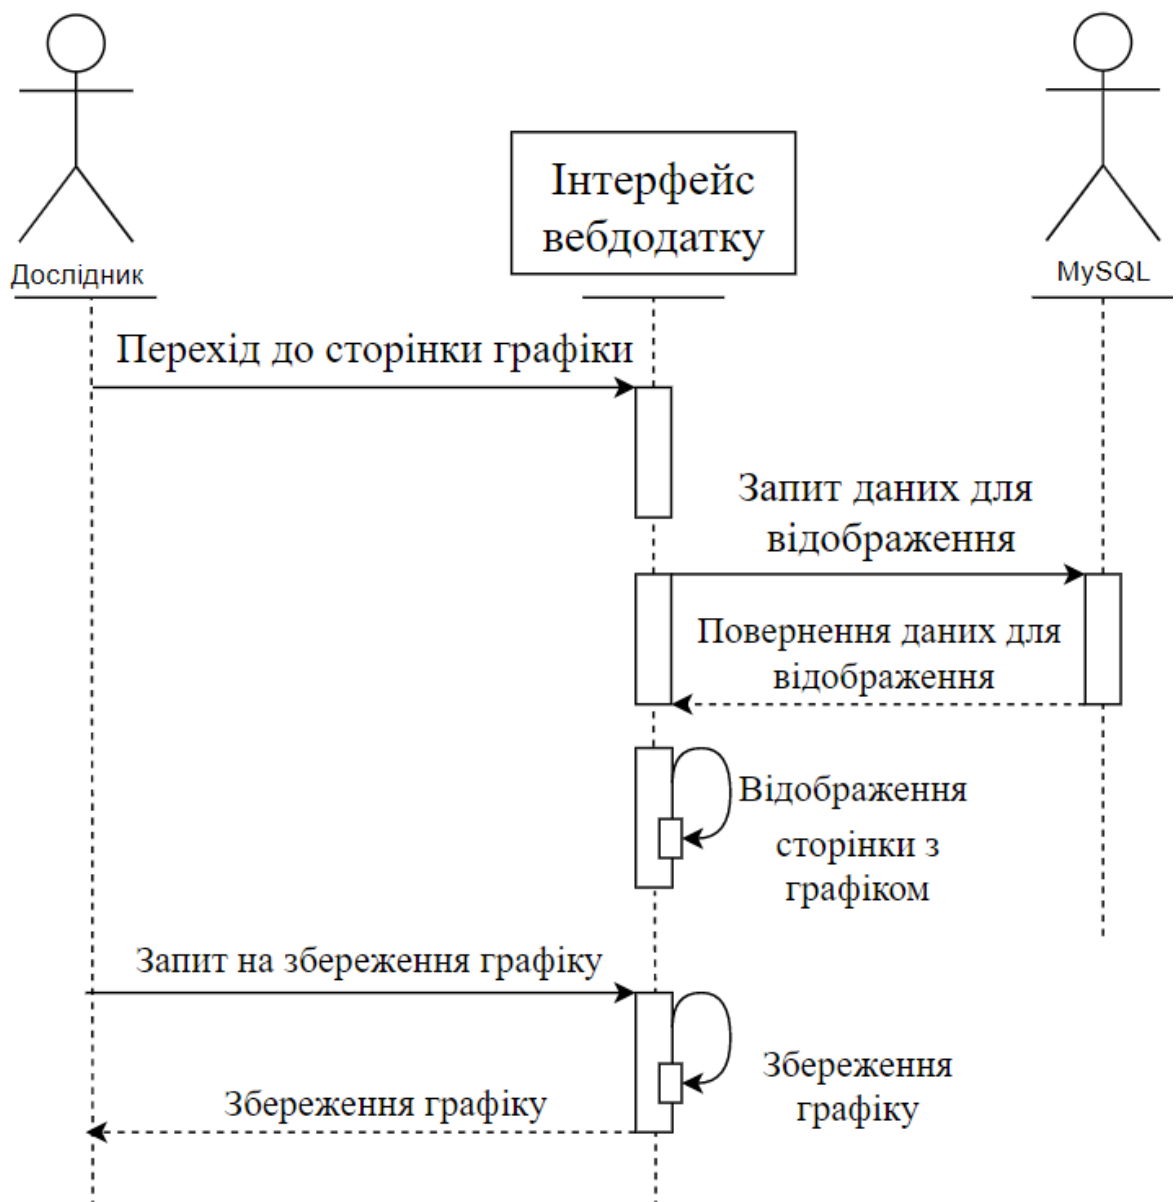 Інтерфейс
вебдодатку
Дослідник
MySQL
Перехід до сторінки графіки
Запит даних для
відображення
Повернення даних для
відображення
Відображення
сторінки з
графіком
Запит на збереження графіку
Збереження
графіку
Збереження графіку